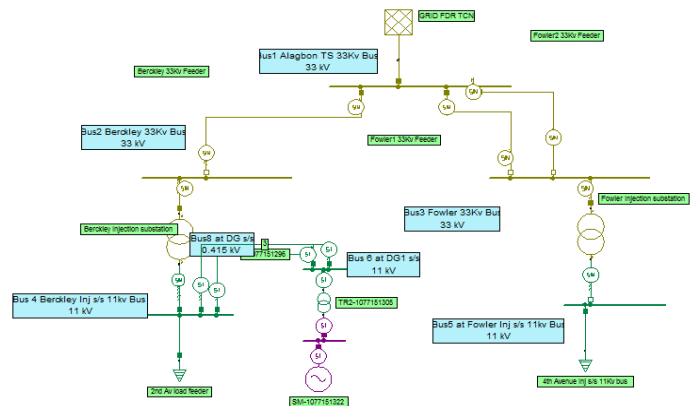 GRID FDR TCN
Fowler2 33Kv Feeder
Bus1 Alagbon TS 33Kv Bus
33 kV
Berckley 33Kv Feeder
Bus2 Berckley 33Kv Bus
33 kV
Fowler1 33Kv Feeder
Fowler Injection substation
Bus3 Fowler 33Kv Bus
33 kV
Berckley Injection substation
Bus8 at DG s/s
0.415 kV
3
1077151296
Bus 6 at DG1 s/s
11 kV
Bus 4 Berckley Inj s/s 11kv Bus
11 kV
TR2-1077151305
Bus5 at Fowler Inj s/s 11kv Bus
11 kV
2nd Av load feeder
4th Avenue Inj s/s 11Kv bus
SM-1077151322